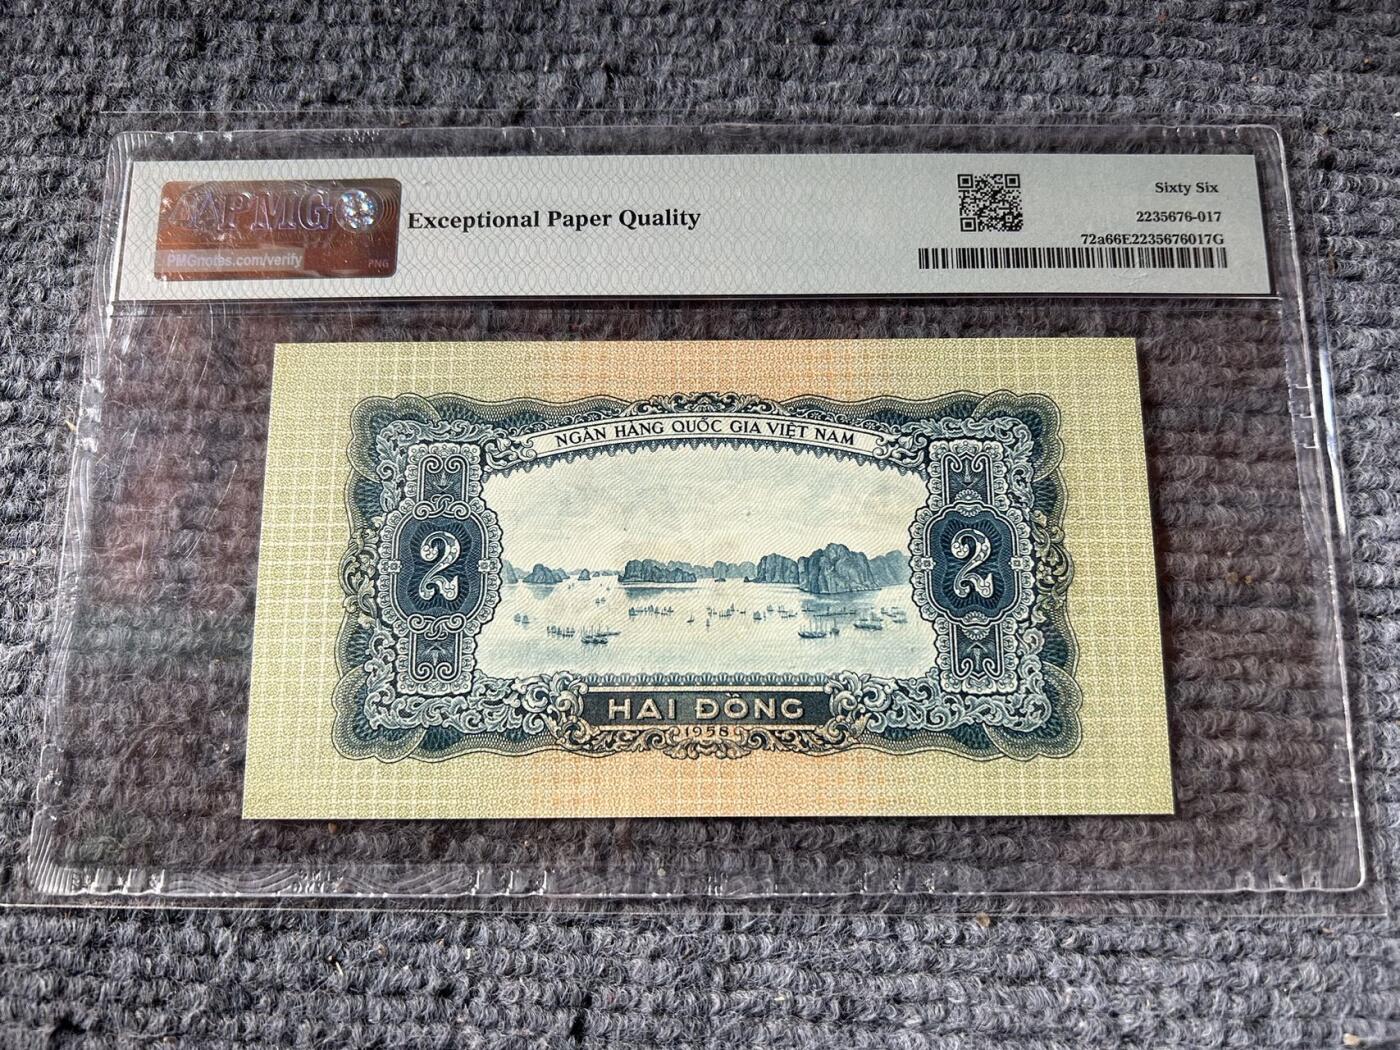 PMG
PMGnotes.com/verify
PNG
Exceptional Paper Quality
Sixty Six
2235676-017
72a66E2235676017G
NGÂN HÀNG QUỐC GIA VIỆT NAM
2
2
HAI ĐỒNG
1958